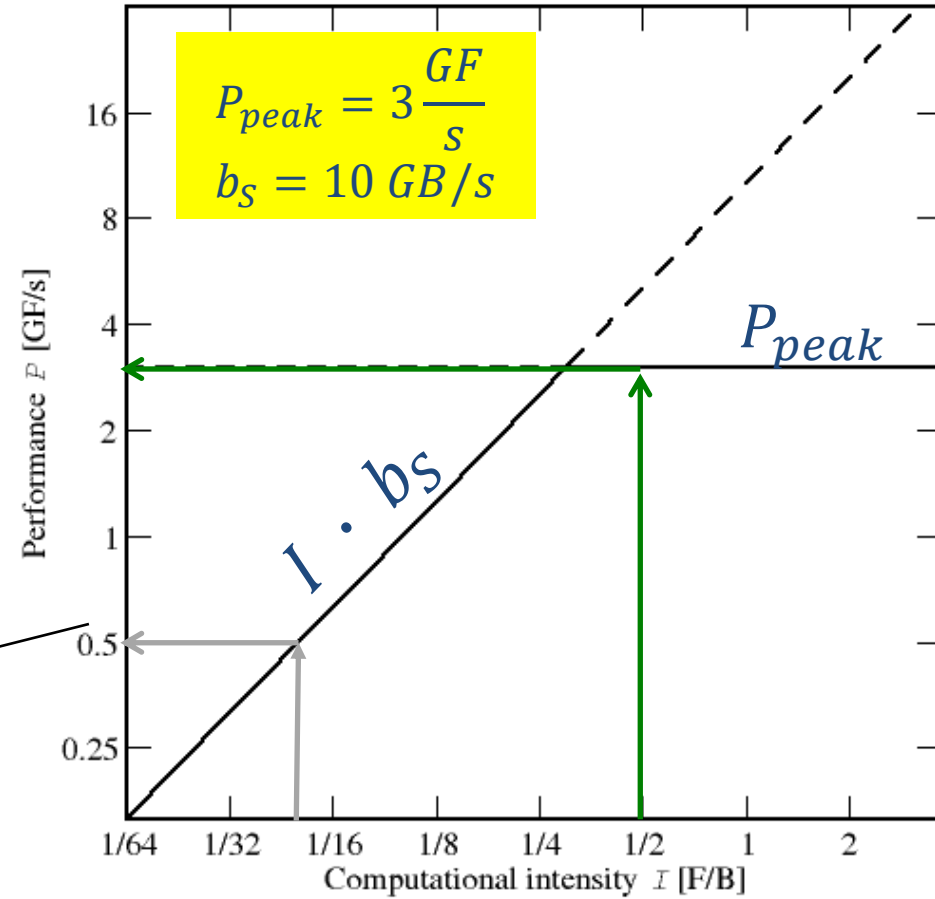 P_peak = 3 GF/s
b_S = 10 GB/s
16
8
4
2
1
0.5
0.25
Performance P [GF/s]
P_peak
I · b_S
1/64 1/32 1/16 1/8 1/4 1/2 1 2
Computational intensity I [F/B]